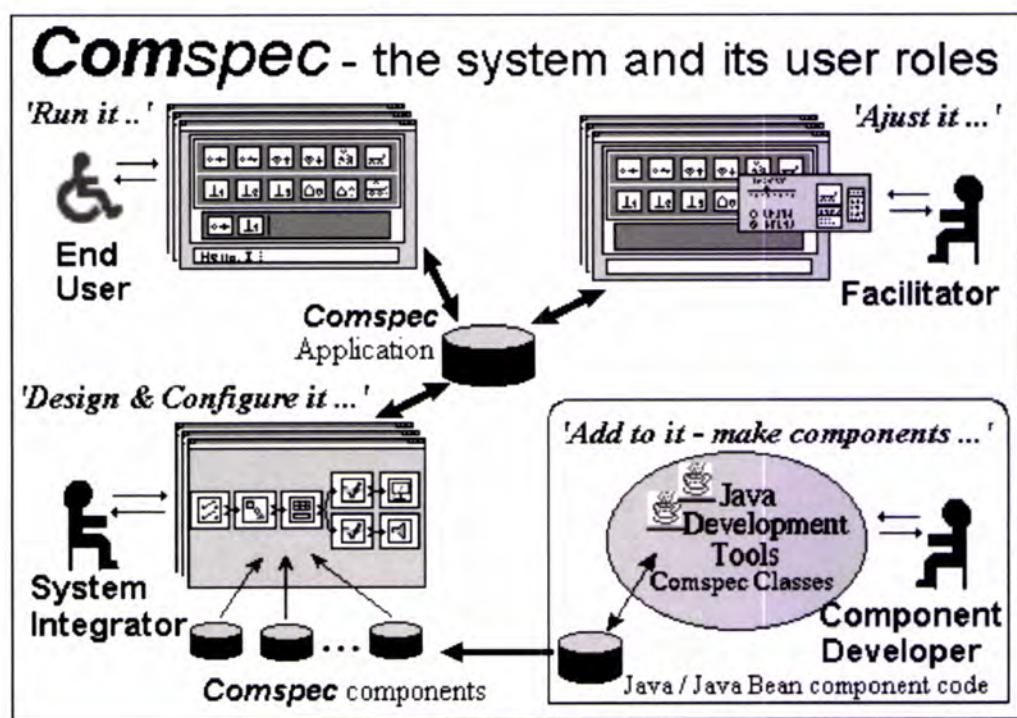 Comspec - the system and its user roles
'Run it ..'
'Ajust it ...'
End
User
Facilitator
Comspec
Application
'Design & Configure it ...'
'Add to it - make components ...'
Java
Development
Tools
Comspec Classes
System
Integrator
Component
Developer
...
Comspec components
Java / Java Bean component code